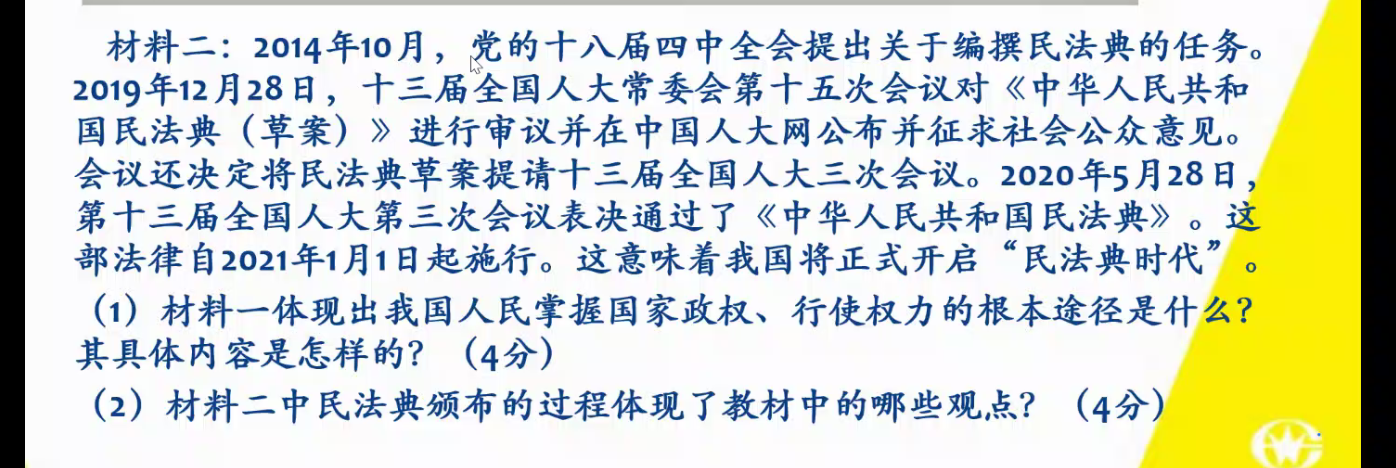 材料二：2014年10月，党的十八届四中全会提出关于编撰民法典的任务。
2019年12月28日，十三届全国人大常委会第十五次会议对《中华人民共和
国民法典（草案）》进行审议并在中国人大网公布并征求社会公众意见。
会议还决定将民法典草案提请十三届全国人大三次会议。2020年5月28日，
第十三届全国人大第三次会议表决通过了《中华人民共和国民法典》。这
部法律自2021年1月1日起施行。这意味着我国将正式开启“民法典时代”。
（1）材料一体现出我国人民掌握国家政权、行使权力的根本途径是什么？
其具体内容是怎样的？（4分）
（2）材料二中民法典颁布的过程体现了教材中的哪些观点？（4分）